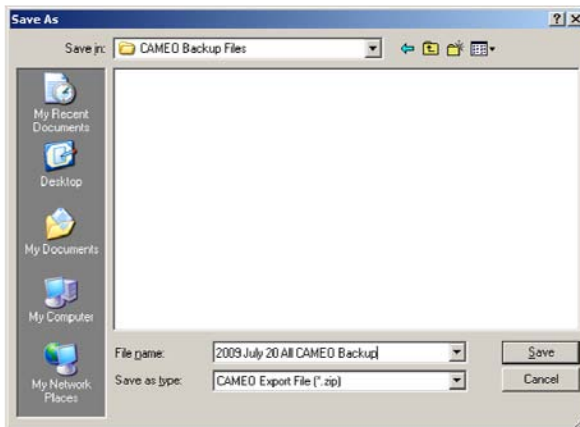 Save As
Save in: CAMEO Backup Files
My Recent
Documents
Desktop
My Documents
My Computer
My Network
Places
File name: 2009 July 20 All CAMEO Backup Save
Save as type: CAMEO Export File (*.zip) Cancel